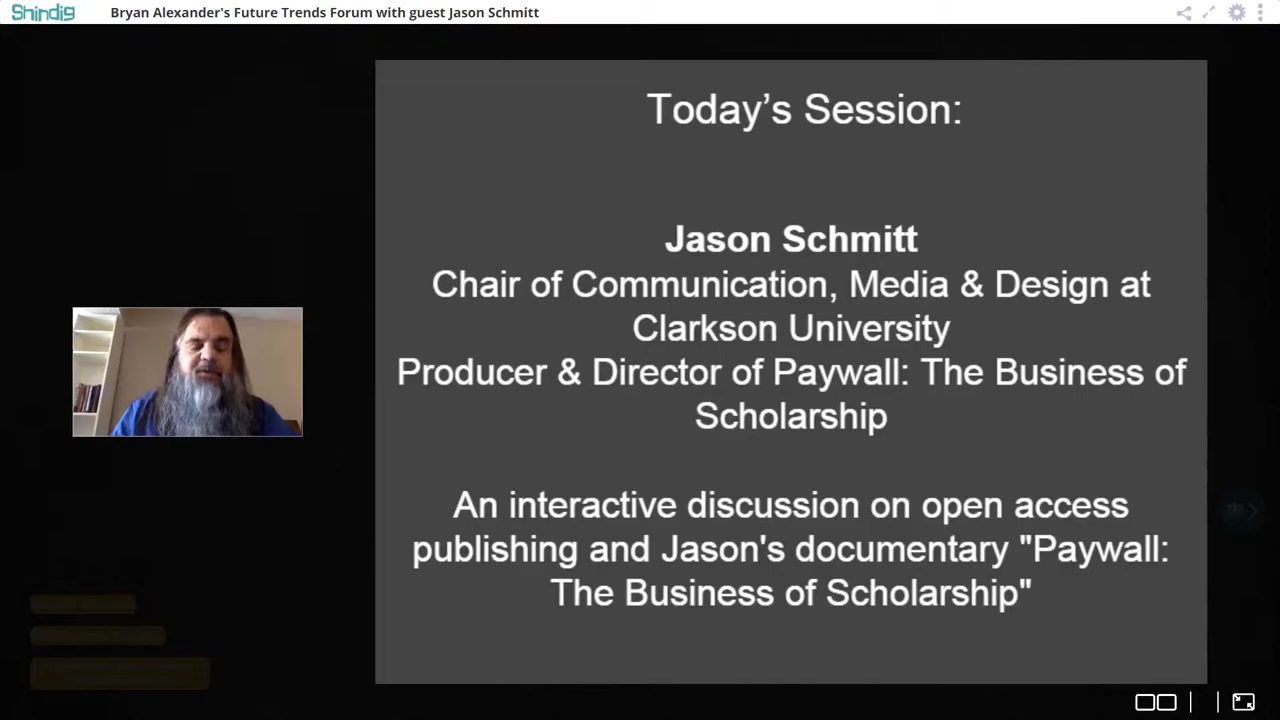 Shindig
Bryan Alexander's Future Trends Forum with guest Jason Schmitt
Today's Session:
Jason Schmitt
Chair of Communication, Media & Design at
Clarkson University
Producer & Director of Paywall: The Business of
Scholarship
An interactive discussion on open access
publishing and Jason's documentary "Paywall:
The Business of Scholarship"